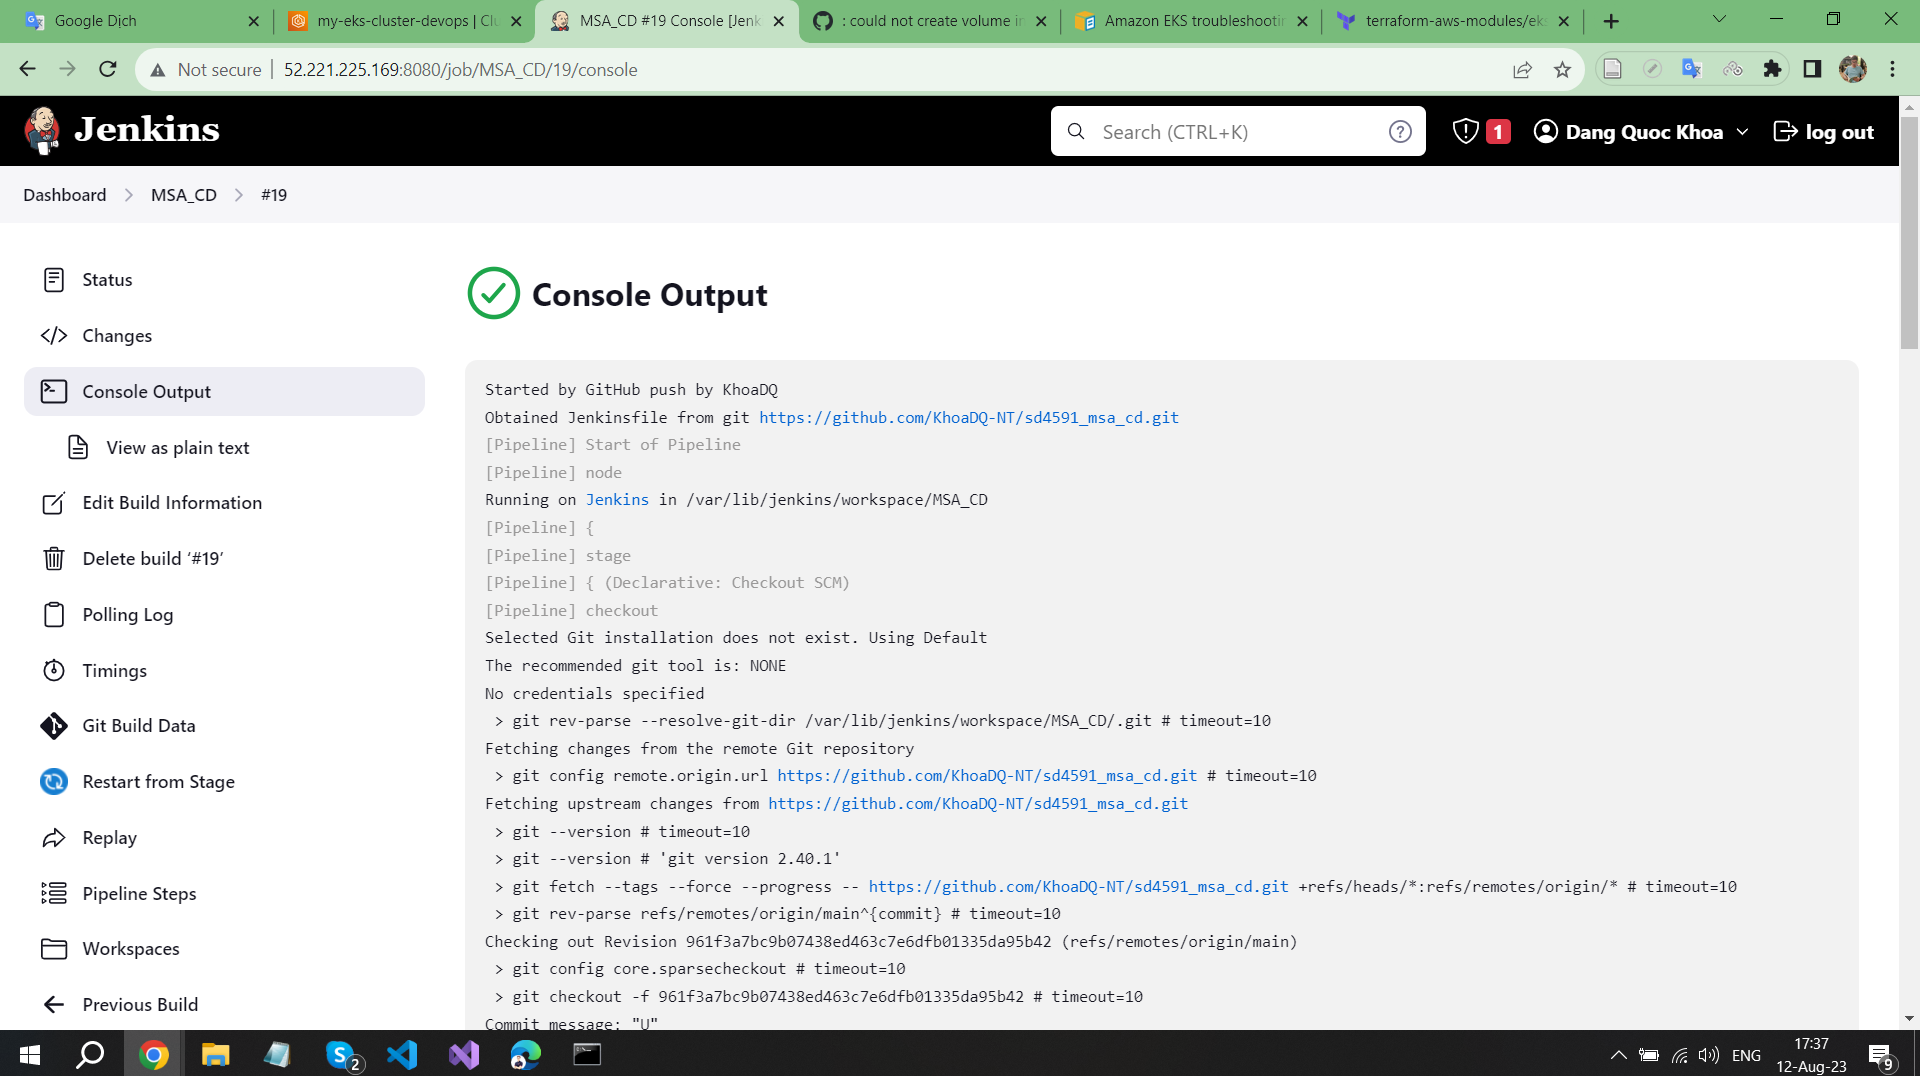 Google Dịch
my-eks-cluster-devops | Clu
MSA_CD #19 Console [Jenk
: could not create volume in
Amazon EKS troubleshootin
terraform-aws-modules/eks
Not secure
52.221.225.169:8080/job/MSA_CD/19/console
Jenkins
Search (CTRL+K)
1
Dang Quoc Khoa
log out
Dashboard
MSA_CD
#19
Status
Changes
Console Output
View as plain text
Edit Build Information
Delete build ‘#19’
Polling Log
Timings
Git Build Data
Restart from Stage
Replay
Pipeline Steps
Workspaces
Previous Build
Console Output
Started by GitHub push by KhoaDQ
Obtained Jenkinsfile from git https://github.com/KhoaDQ-NT/sd4591_msa_cd.git
[Pipeline] Start of Pipeline
[Pipeline] node
Running on Jenkins in /var/lib/jenkins/workspace/MSA_CD
[Pipeline] {
[Pipeline] stage
[Pipeline] { (Declarative: Checkout SCM)
[Pipeline] checkout
Selected Git installation does not exist. Using Default
The recommended git tool is: NONE
No credentials specified
> git rev-parse --resolve-git-dir /var/lib/jenkins/workspace/MSA_CD/.git # timeout=10
Fetching changes from the remote Git repository
> git config remote.origin.url https://github.com/KhoaDQ-NT/sd4591_msa_cd.git # timeout=10
Fetching upstream changes from https://github.com/KhoaDQ-NT/sd4591_msa_cd.git
> git --version # timeout=10
> git --version # 'git version 2.40.1'
> git fetch --tags --force --progress -- https://github.com/KhoaDQ-NT/sd4591_msa_cd.git +refs/heads/*:refs/remotes/origin/* # timeout=10
> git rev-parse refs/remotes/origin/main^{commit} # timeout=10
Checking out Revision 961f3a7bc9b07438ed463c7e6dfb01335da95b42 (refs/remotes/origin/main)
> git config core.sparsecheckout # timeout=10
> git checkout -f 961f3a7bc9b07438ed463c7e6dfb01335da95b42 # timeout=10
Commit message: "U"
2
ENG
17:37
12-Aug-23
9